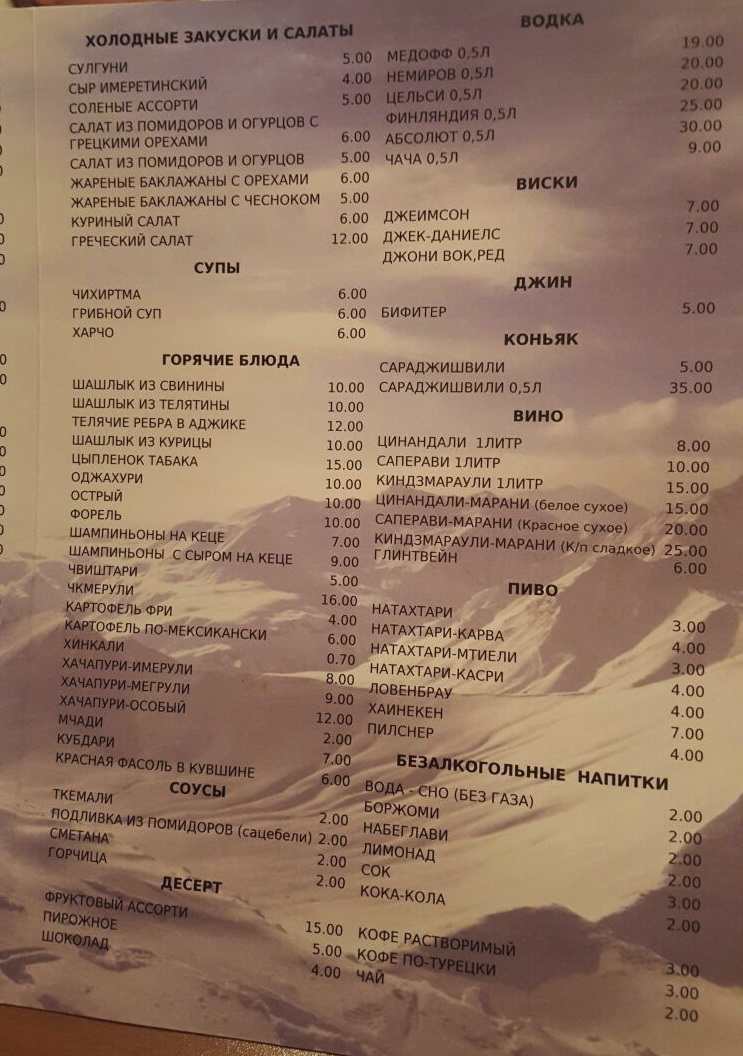 ХОЛОДНЫЕ ЗАКУСКИ И САЛАТЫ
СУЛГУНИ 5.00
СЫР ИМЕРЕТИНСКИЙ 4.00
СОЛЕНЫЕ АССОРТИ 5.00
САЛАТ ИЗ ПОМИДОРОВ И ОГУРЦОВ С
ГРЕЦКИМИ ОРЕХАМИ 6.00
САЛАТ ИЗ ПОМИДОРОВ И ОГУРЦОВ 5.00
ЖАРЕНЫЕ БАКЛАЖАНЫ С ОРЕХАМИ 6.00
ЖАРЕНЫЕ БАКЛАЖАНЫ С ЧЕСНОКОМ 5.00
КУРИНЫЙ САЛАТ 6.00
ГРЕЧЕСКИЙ САЛАТ 12.00
СУПЫ
ЧИХИРТМА 6.00
ГРИБНОЙ СУП 6.00
ХАРЧО 6.00
ГОРЯЧИЕ БЛЮДА
ШАШЛЫК ИЗ СВИНИНЫ 10.00
ШАШЛЫК ИЗ ТЕЛЯТИНЫ 10.00
ТЕЛЯЧИЕ РЕБРА В АДЖИКЕ 12.00
ШАШЛЫК ИЗ КУРИЦЫ 10.00
ЦЫПЛЕНОК ТАБАКА 15.00
ОДЖАХУРИ 10.00
ОСТРЫЙ 10.00
ФОРЕЛЬ 10.00
ШАМПИНЬОНЫ НА КЕЦЕ 7.00
ШАМПИНЬОНЫ С СЫРОМ НА КЕЦЕ 9.00
ЧВИШТАРИ 5.00
ЧКМЕРУЛИ 16.00
КАРТОФЕЛЬ ФРИ 4.00
КАРТОФЕЛЬ ПО-МЕКСИКАНСКИ 6.00
ХИНКАЛИ 0.70
ХАЧАПУРИ-ИМЕРУЛИ 8.00
ХАЧАПУРИ-МЕГРУЛИ 9.00
ХАЧАПУРИ-ОСОБЫЙ 12.00
МЧАДИ 2.00
КУБДАРИ 7.00
КРАСНАЯ ФАСОЛЬ В КУВШИНЕ 6.00
СОУСЫ
ТКЕМАЛИ 2.00
ПОДЛИВКА ИЗ ПОМИДОРОВ (сацебели) 2.00
СМЕТАНА 2.00
ГОРЧИЦА 2.00
ДЕСЕРТ
ФРУКТОВЫЙ АССОРТИ 15.00
ПИРОЖНОЕ 5.00
ШОКОЛАД 4.00
ВОДКА
МЕДОФФ 0,5Л 19.00
НЕМИРОВ 0,5Л 20.00
ЦЕЛЬСИ 0,5Л 20.00
ФИНЛЯНДИЯ 0,5Л 25.00
АБСОЛЮТ 0,5Л 30.00
ЧАЧА 0,5Л 9.00
ВИСКИ
ДЖЕИМСОН 7.00
ДЖЕК-ДАНИЕЛС 7.00
ДЖОНИ ВОК,РЕД 7.00
ДЖИН
БИФИТЕР 5.00
КОНЬЯК
САРАДЖИШВИЛИ 5.00
САРАДЖИШВИЛИ 0,5Л 35.00
ВИНО
ЦИНАНДАЛИ 1ЛИТР 8.00
САПЕРАВИ 1ЛИТР 10.00
КИНДЗМАРАУЛИ 1ЛИТР 15.00
ЦИНАНДАЛИ-МАРАНИ (белое сухое) 15.00
САПЕРАВИ-МАРАНИ (Красное сухое) 20.00
КИНДЗМАРАУЛИ-МАРАНИ (К/п сладкое) 25.00
ГЛИНТВЕЙН 6.00
ПИВО
НАТАХТАРИ 3.00
НАТАХТАРИ-КАРВА 4.00
НАТАХТАРИ-МТИЕЛИ 3.00
НАТАХТАРИ-КАСРИ 4.00
ЛОВЕНБРАУ 4.00
ХАИНЕКЕН 7.00
ПИЛСНЕР 4.00
БЕЗАЛКОГОЛЬНЫЕ НАПИТКИ
ВОДА - СНО (БЕЗ ГАЗА) 2.00
БОРЖОМИ 2.00
НАБЕГЛАВИ 2.00
ЛИМОНАД 2.00
СОК 3.00
КОКА-КОЛА 2.00
КОФЕ РАСТВОРИМЫЙ 3.00
КОФЕ ПО-ТУРЕЦКИ 3.00
ЧАЙ 2.00